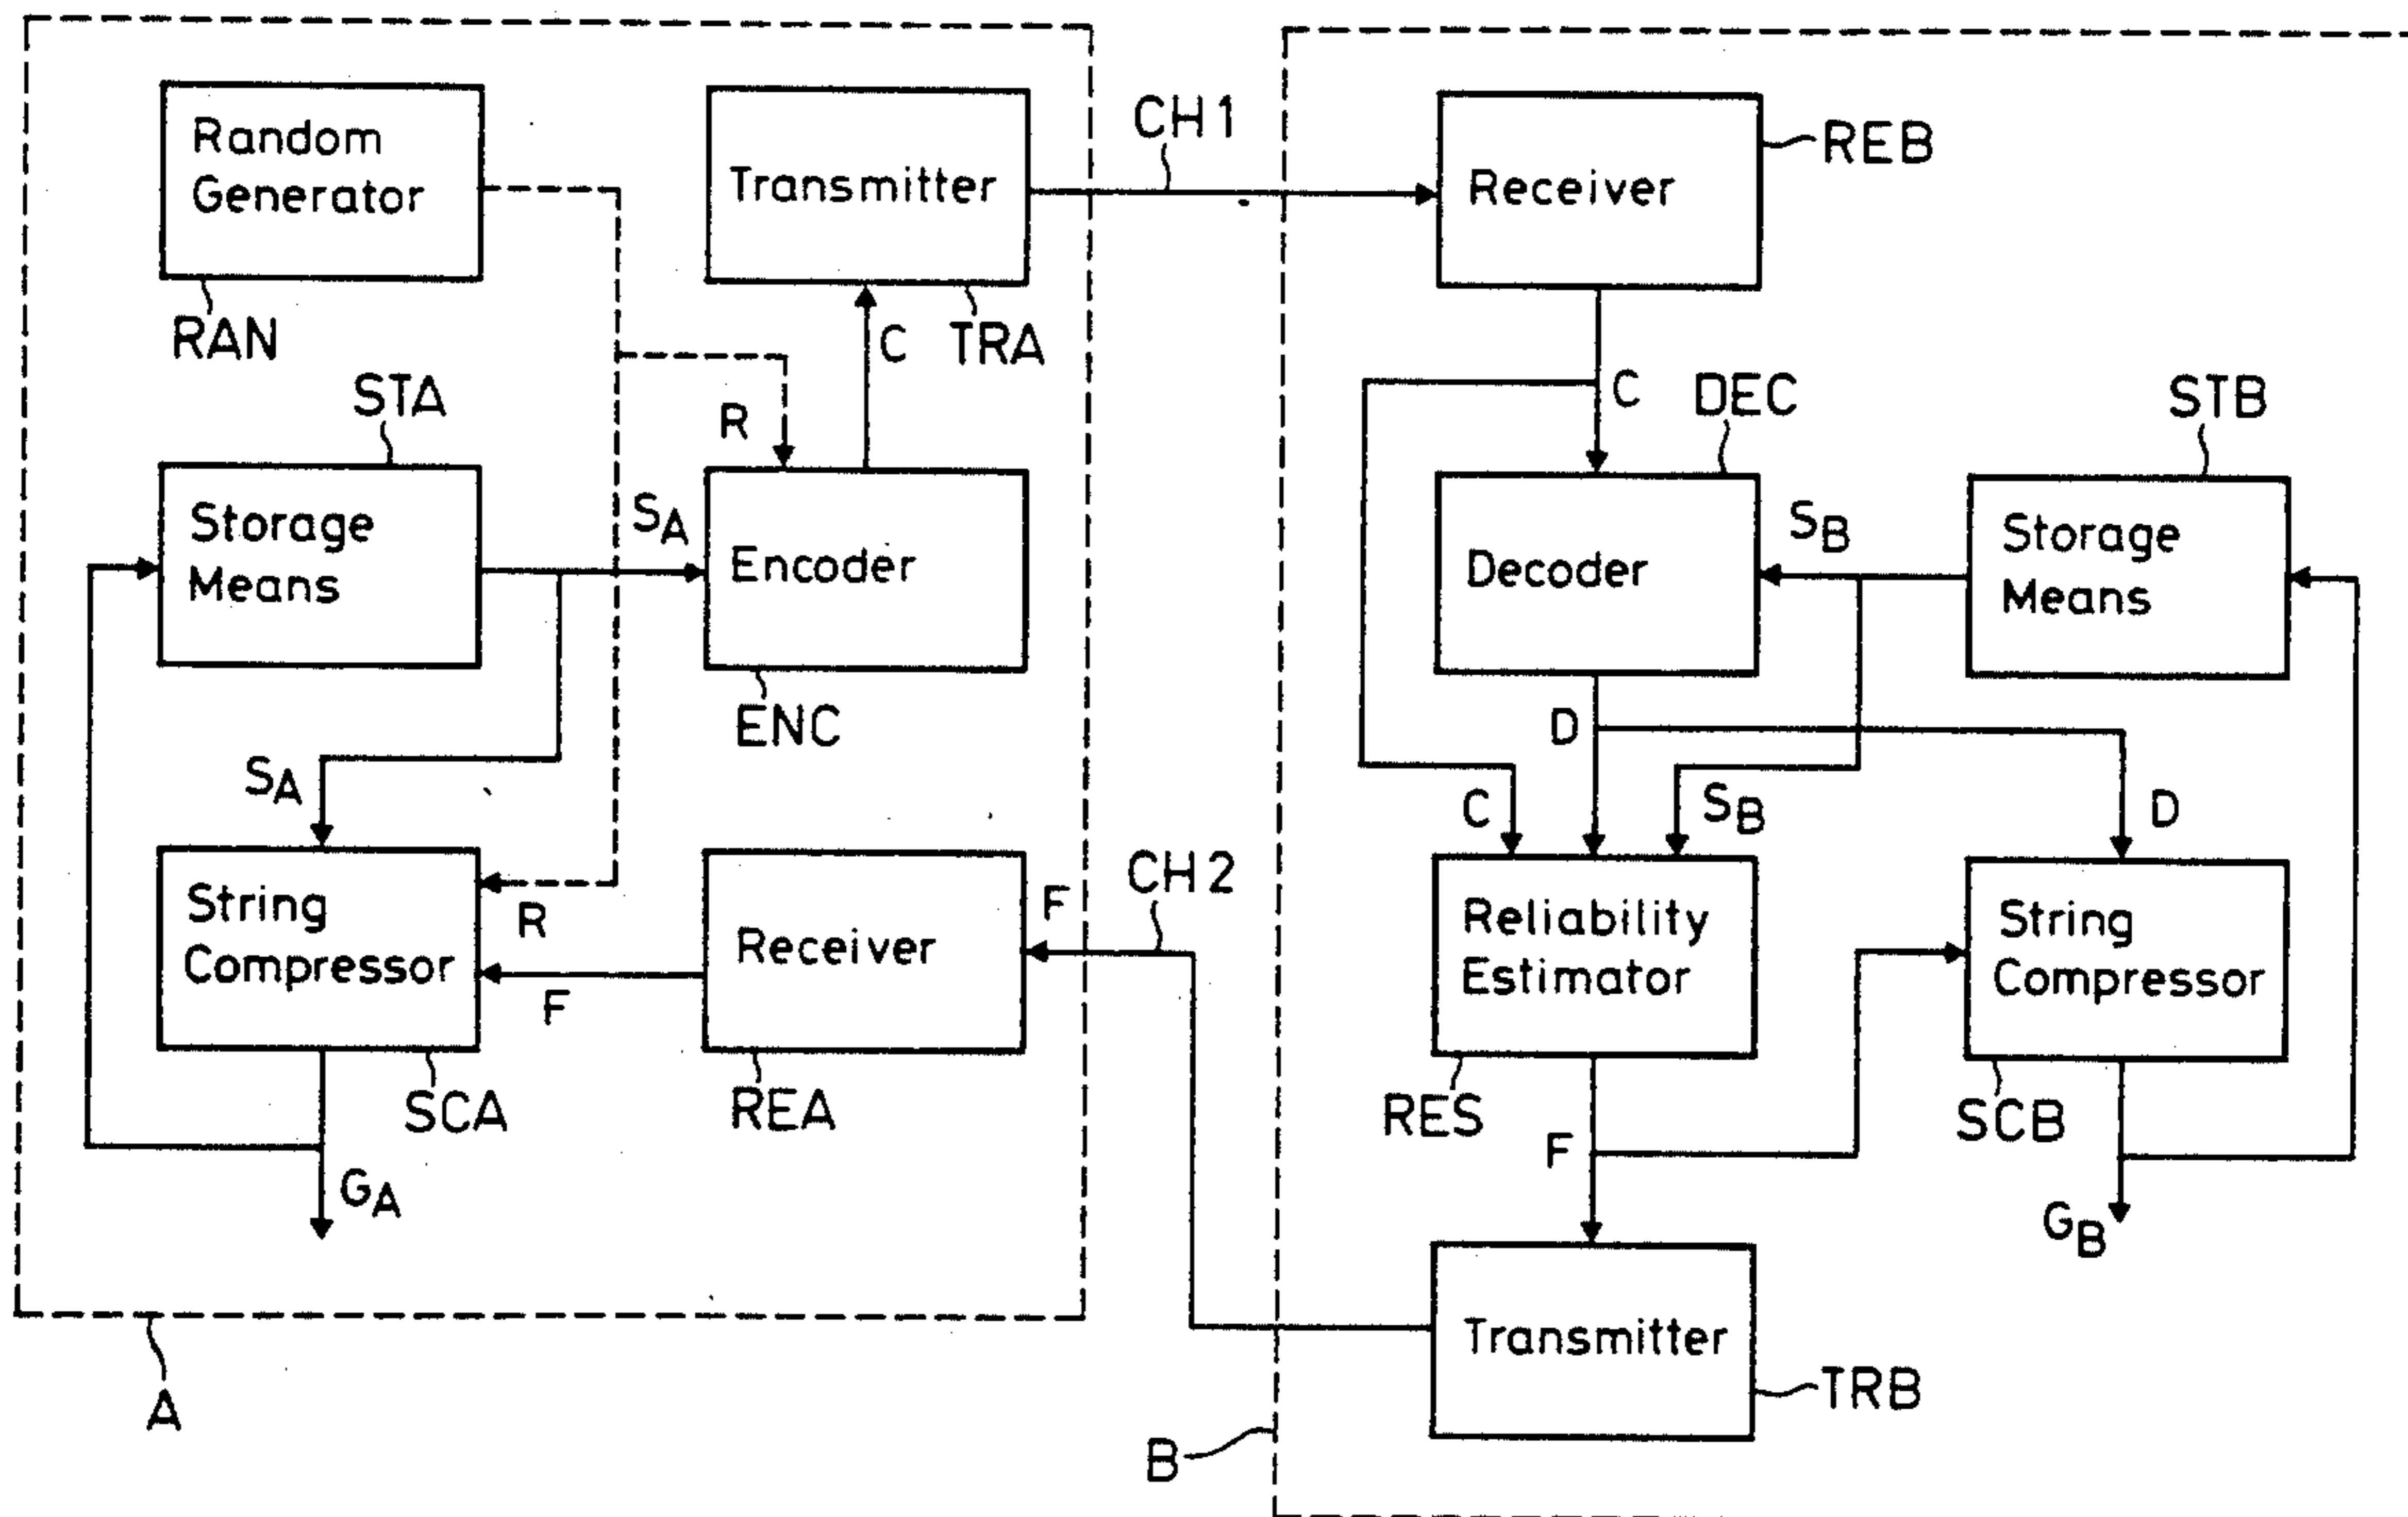 Random
Generator
RAN
Transmitter
TRA
CH1
Receiver
REB
C
R
STA
Storage
Means
SA
Encoder
ENC
C
DEC
Decoder
SB
STB
Storage
Means
D
SA
String
Compressor
SCA
R
F
Receiver
REA
F
CH2
C
SB
D
Reliability
Estimator
RES
String
Compressor
SCB
GA
F
GB
Transmitter
TRB
A
B